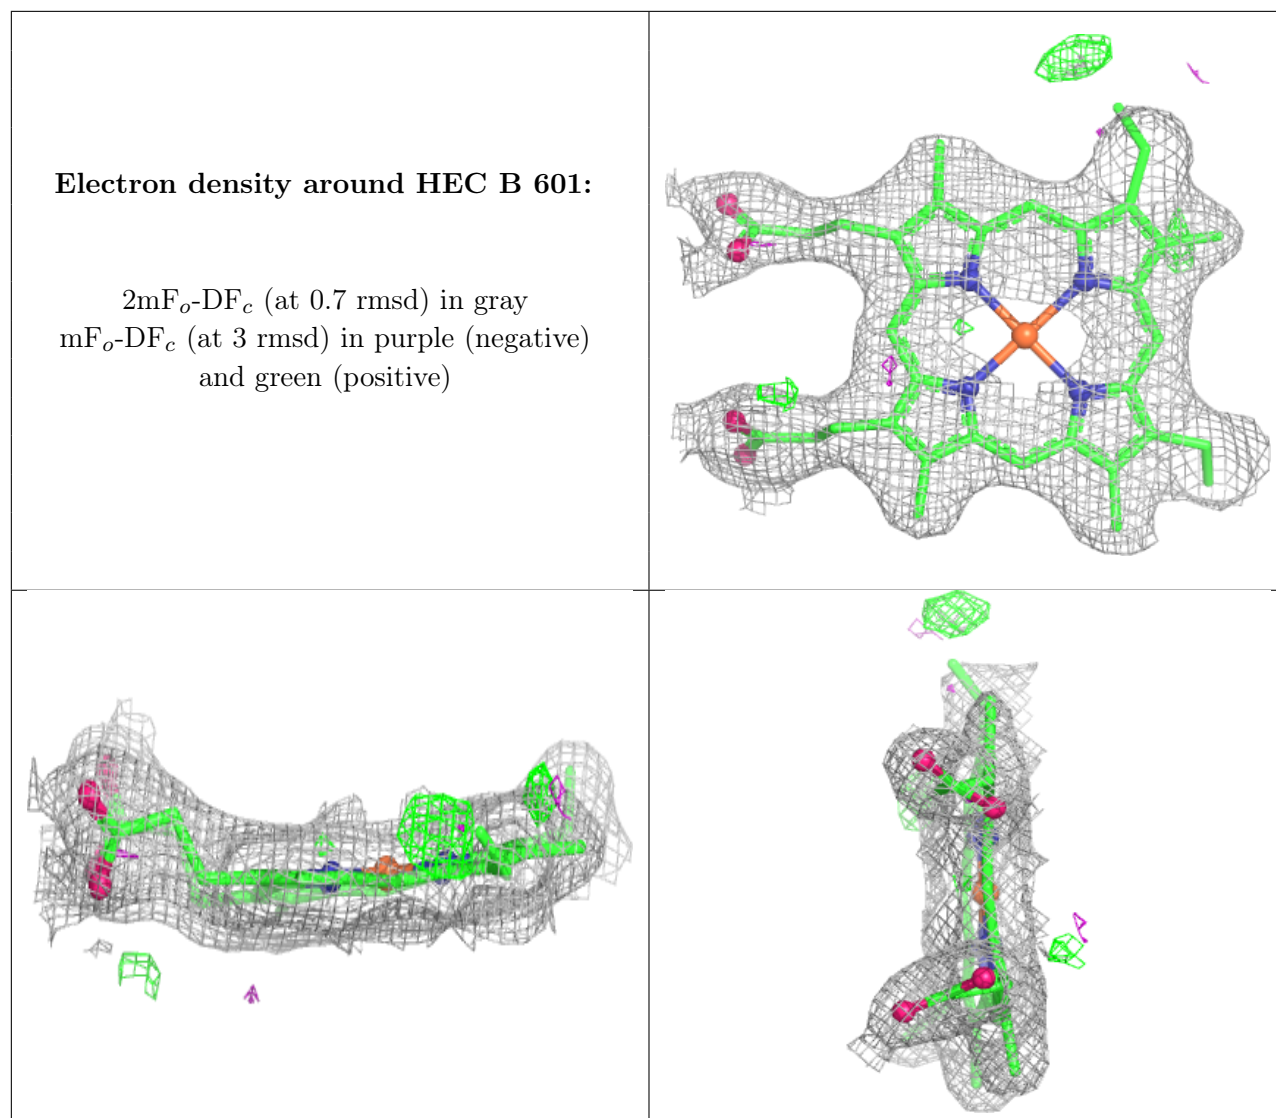 Electron density around HEC B 601:
2mFo-DFc (at 0.7 rmsd) in gray
mFo-DFc (at 3 rmsd) in purple (negative)
and green (positive)